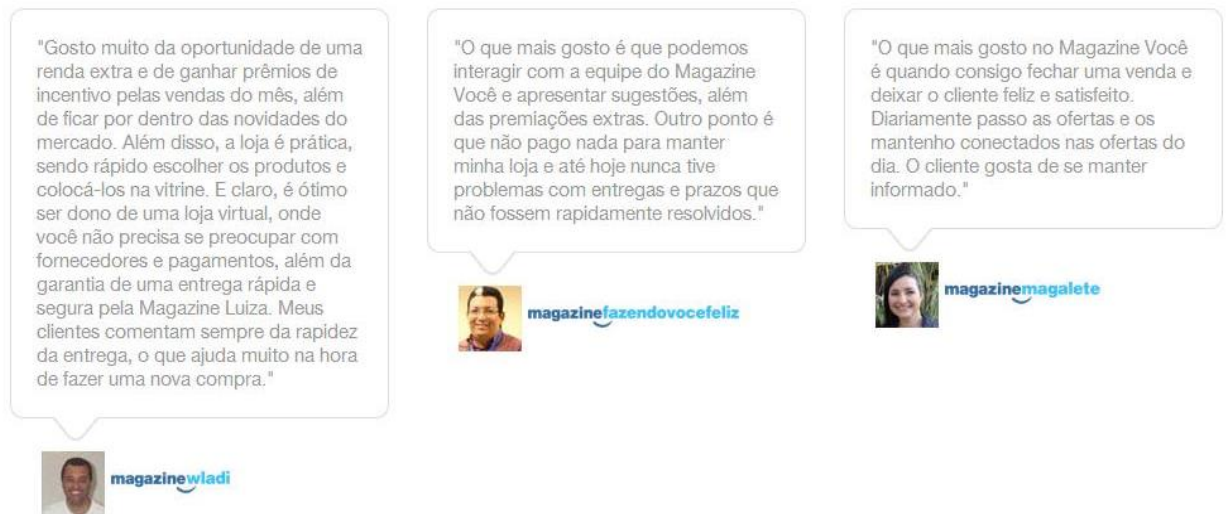 "Gosto muito da oportunidade de uma
renda extra e de ganhar prêmios de
incentivo pelas vendas do mês, além
de ficar por dentro das novidades do
mercado. Além disso, a loja é prática,
sendo rápido escolher os produtos e
colocá-los na vitrine. E claro, é ótimo
ser dono de uma loja virtual, onde
você não precisa se preocupar com
fornecedores e pagamentos, além da
garantia de uma entrega rápida e
segura pela Magazine Luiza. Meus
clientes comentam sempre da rapidez
da entrega, o que ajuda muito na hora
de fazer uma nova compra."
magazinewladi
"O que mais gosto é que podemos
interagir com a equipe do Magazine
Você e apresentar sugestões, além
das premiações extras. Outro ponto é
que não pago nada para manter
minha loja e até hoje nunca tive
problemas com entregas e prazos que
não fossem rapidamente resolvidos."
magazinefazendovocefeliz
"O que mais gosto no Magazine Você
é quando consigo fechar uma venda e
deixar o cliente feliz e satisfeito.
Diariamente passo as ofertas e os
mantenho conectados nas ofertas do
dia. O cliente gosta de se manter
informado."
magazinemagalete